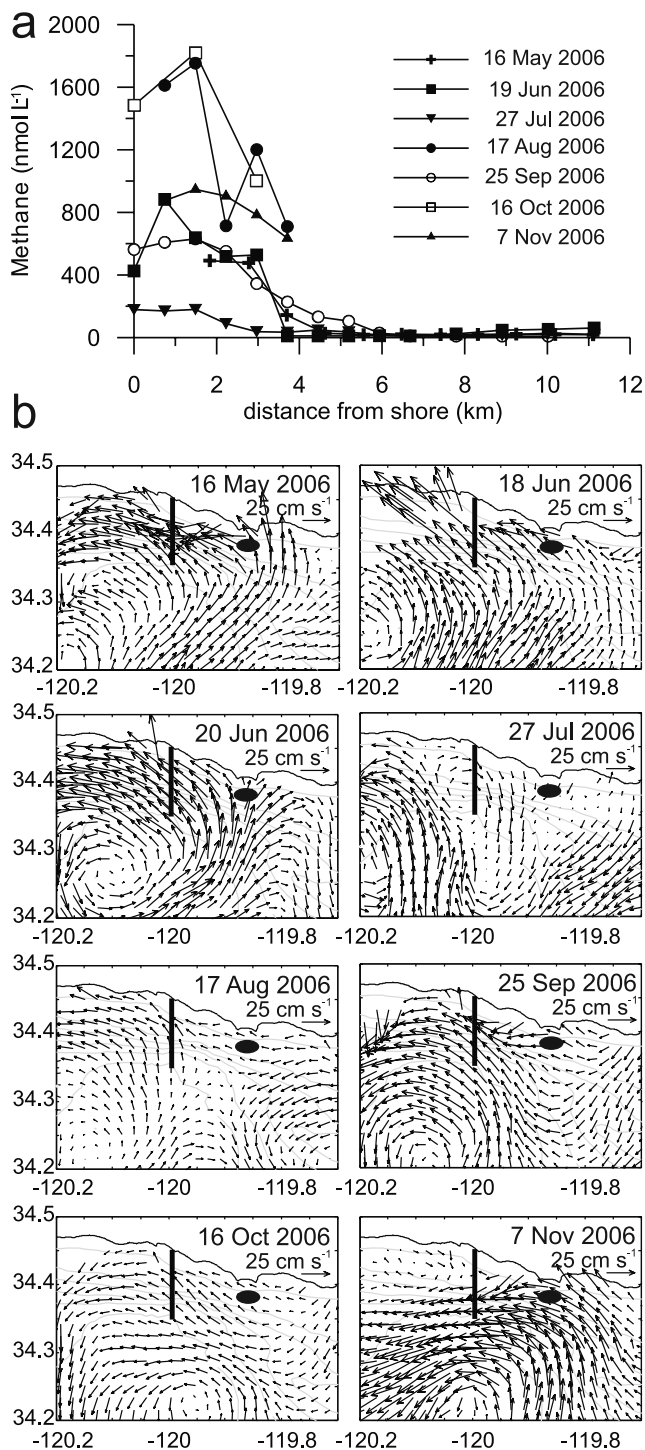 a
2000
1600
1200
800
400
0
Methane (nmol L-1)
0 2 4 6 8 10 12
distance from shore (km)
16 May 2006
19 Jun 2006
27 Jul 2006
17 Aug 2006
25 Sep 2006
16 Oct 2006
7 Nov 2006
b
34.5
34.4
34.3
34.2
16 May 2006
25 cm s-1
-120.2 -120 -119.8
18 Jun 2006
25 cm s-1
-120.2 -120 -119.8
34.5
34.4
34.3
34.2
20 Jun 2006
25 cm s-1
-120.2 -120 -119.8
27 Jul 2006
25 cm s-1
-120.2 -120 -119.8
34.5
34.4
34.3
34.2
17 Aug 2006
25 cm s-1
-120.2 -120 -119.8
25 Sep 2006
25 cm s-1
-120.2 -120 -119.8
34.5
34.4
34.3
34.2
16 Oct 2006
25 cm s-1
-120.2 -120 -119.8
7 Nov 2006
25 cm s-1
-120.2 -120 -119.8